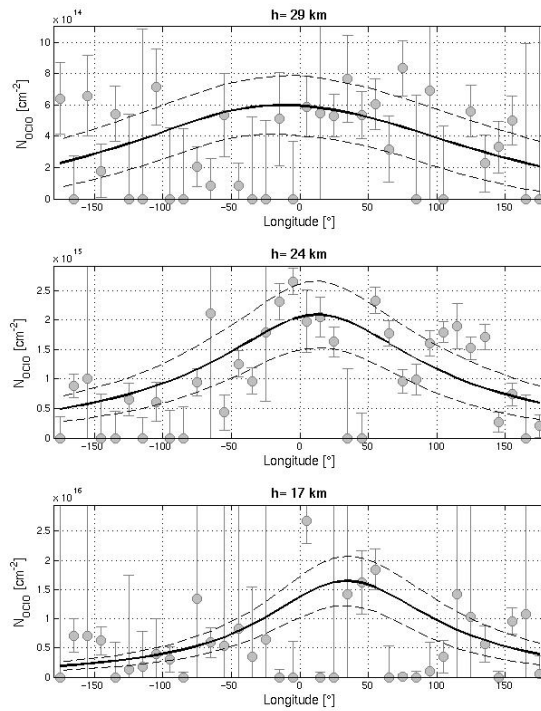 h= 29 km
x 10^14
10
8
6
4
2
0
N_OClO [cm^-2]
-150 -100 -50 0 50 100 150
Longitude [°]
h= 24 km
x 10^15
2.5
2
1.5
1
0.5
0
N_OClO [cm^-2]
-150 -100 -50 0 50 100 150
Longitude [°]
h= 17 km
x 10^16
2.5
2
1.5
1
0.5
0
N_OClO [cm^-2]
-150 -100 -50 0 50 100 150
Longitude [°]